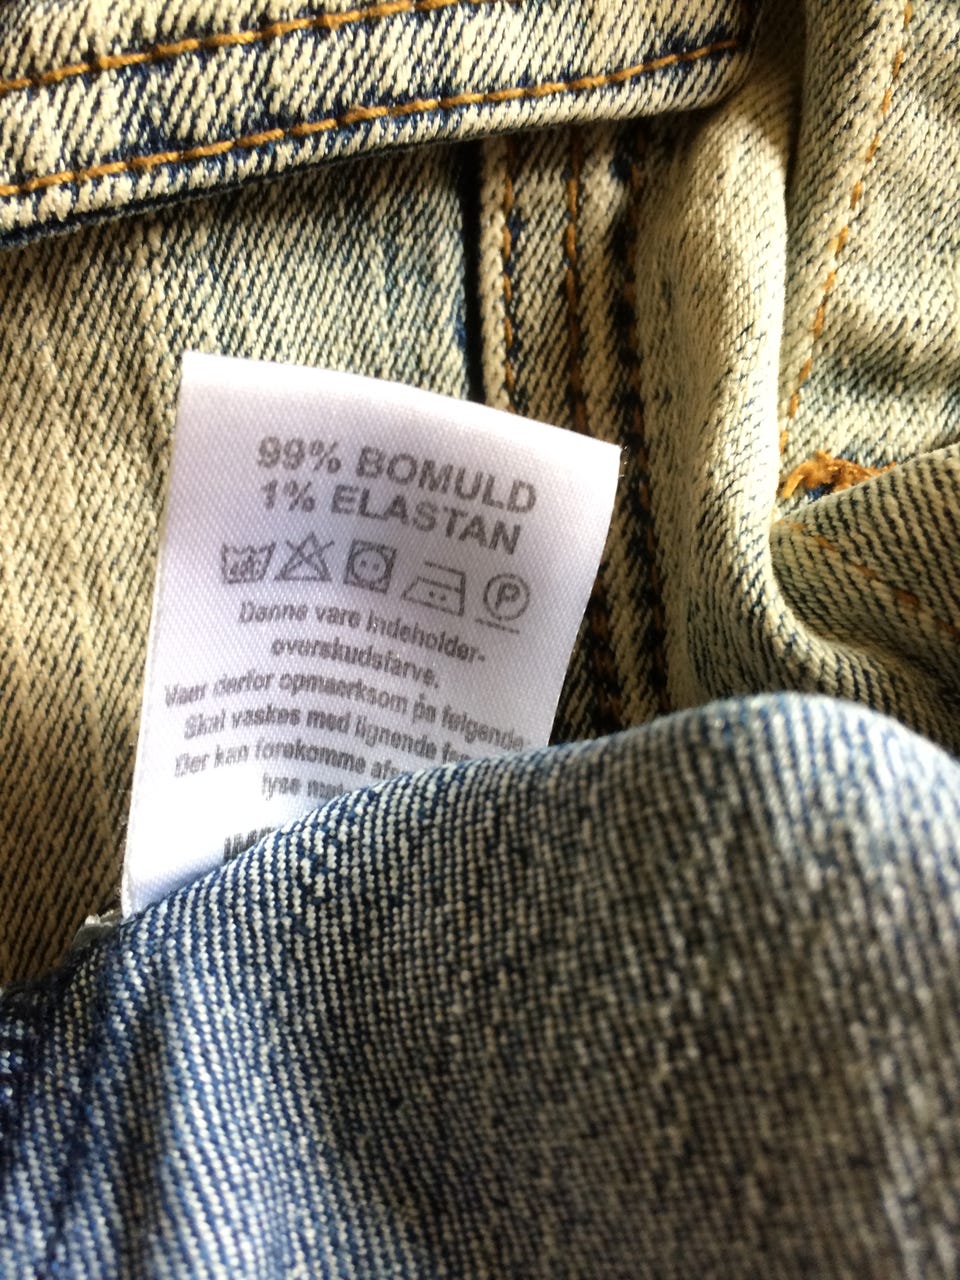 99% BOMULD
1% ELASTAN
P
Denne vare indeholder-
overskudsfarve.
Vaer derfor opmaerksom på følgende
Skal vaskes med lignende
Der kan forekomme
lyse